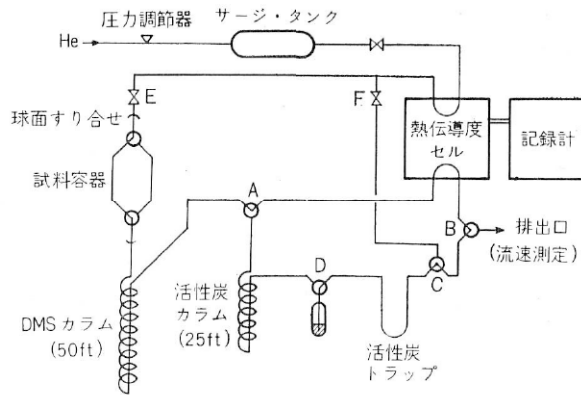 圧力調節器
サージ・タンク
He
E
F
球面すり合せ
熱伝導度
セル
記録計
試料容器
A
B
排出口
(流速測定)
D
C
DMSカラム
(50ft)
活性炭
カラム
(25ft)
活性炭
トラップ